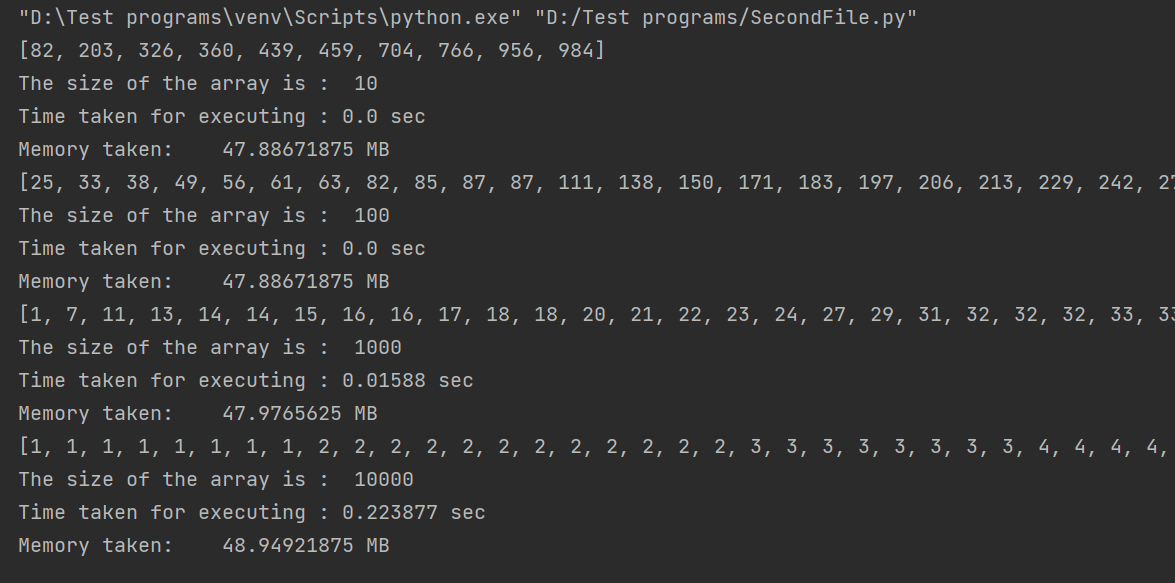 "D:\Test programs\venv\Scripts\python.exe" "D:/Test programs/SecondFile.py"
[82, 203, 326, 360, 439, 459, 704, 766, 956, 984]
The size of the array is :  10
Time taken for executing : 0.0 sec
Memory taken:    47.88671875 MB
[25, 33, 38, 49, 56, 61, 63, 82, 85, 87, 87, 111, 138, 150, 171, 183, 197, 206, 213, 229, 242,
The size of the array is :  100
Time taken for executing : 0.0 sec
Memory taken:    47.88671875 MB
[1, 7, 11, 13, 14, 14, 15, 16, 16, 17, 18, 18, 20, 21, 22, 23, 24, 27, 29, 31, 32, 32, 32, 33,
The size of the array is :  1000
Time taken for executing : 0.01588 sec
Memory taken:    47.9765625 MB
[1, 1, 1, 1, 1, 1, 1, 1, 2, 2, 2, 2, 2, 2, 2, 2, 2, 2, 2, 2, 3, 3, 3, 3, 3, 3, 3, 3, 4, 4, 4, 4,
The size of the array is :  10000
Time taken for executing : 0.223877 sec
Memory taken:    48.94921875 MB